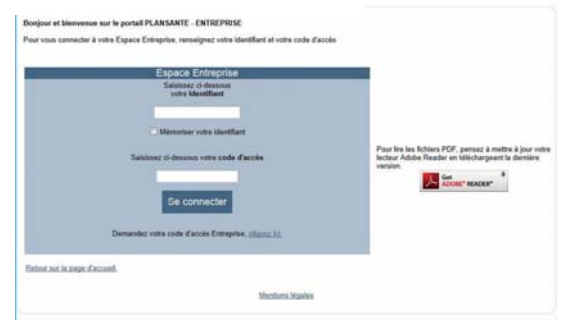 Bonjour et bienvenue sur le portail PLANSANTE - ENTREPRISE
Pour vous connecter à votre Espace Entreprise, renseignez votre identifiant et votre code d'accès
Espace Entreprise
Saisissez ci-dessous
votre Identifiant
Mémoriser votre identifiant
Saisissez ci-dessous votre code d'accès
Se connecter
Demandez votre code d'accès Entreprise, cliquez ici.
Pour lire les fichiers PDF, pensez à mettre à jour votre
lecteur Adobe Reader en téléchargeant la dernière
version.
Get
ADOBE® READER®
Retour sur la page d'accueil.
Mentions légales